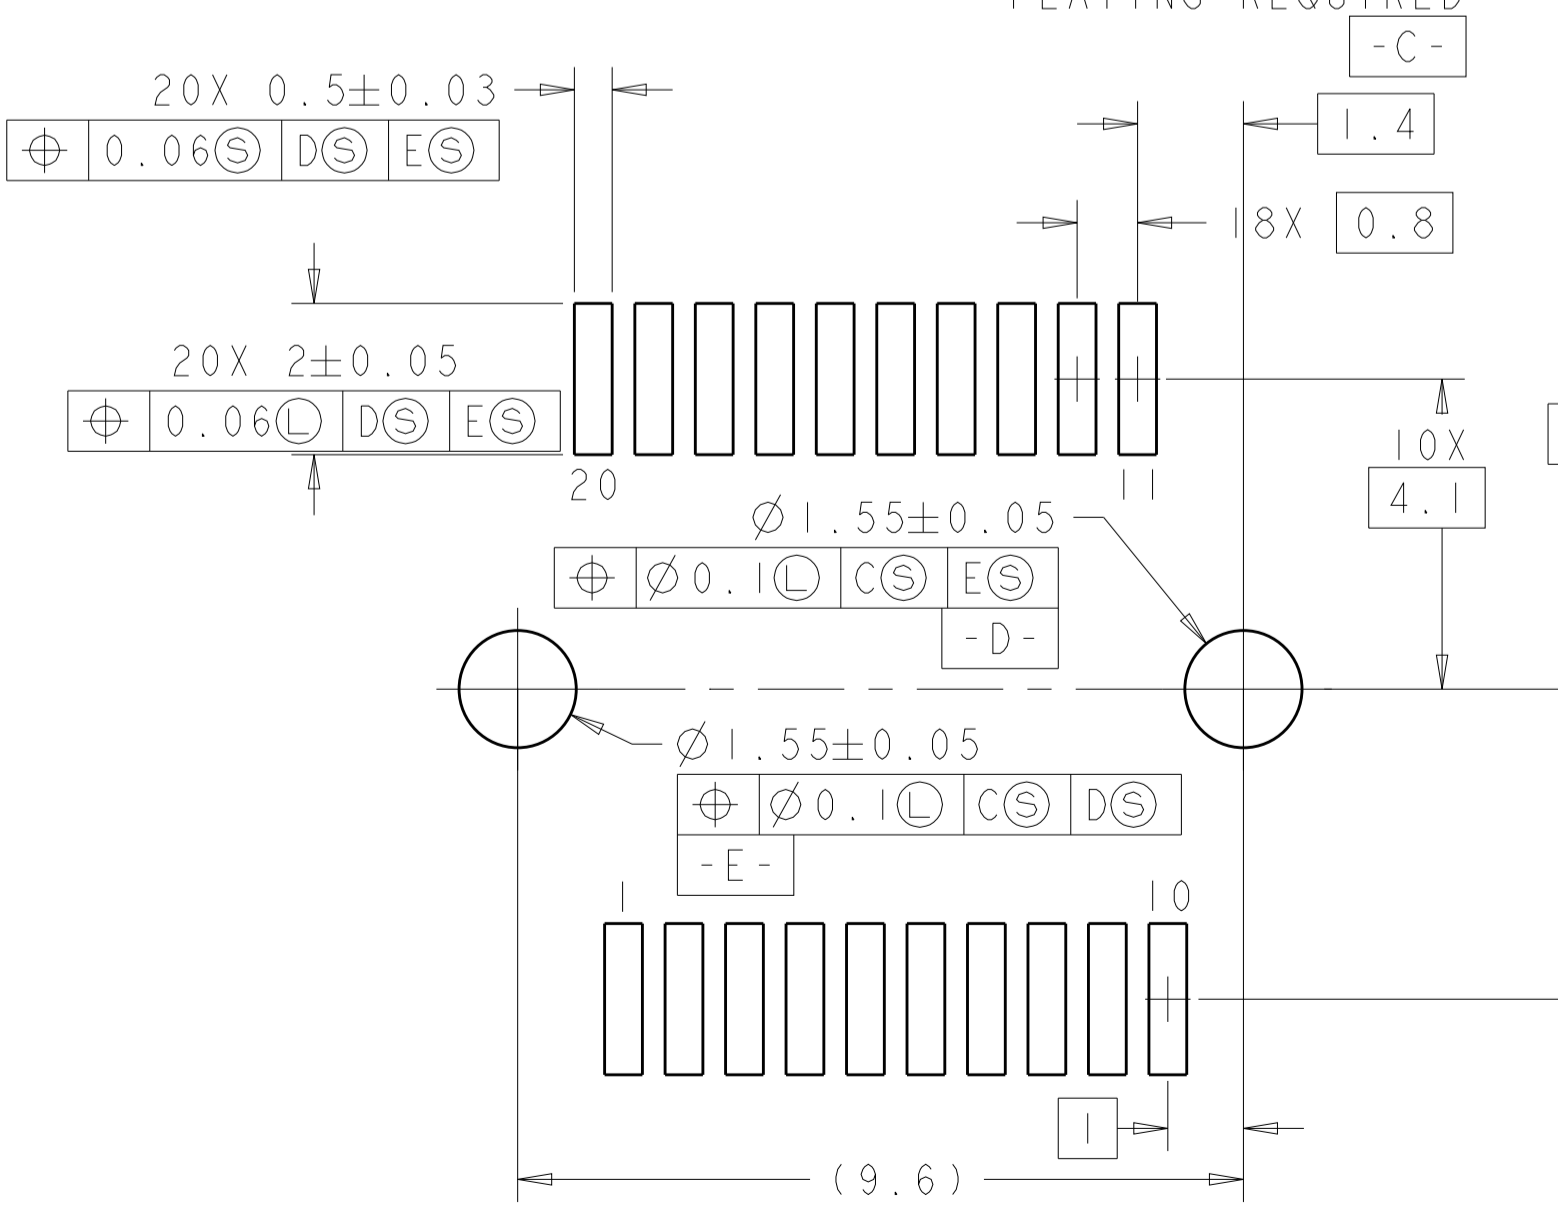 PLATING REQUIRED
-C-
20X 0.5±0.03
⌖ 0.06Ⓢ DⓈ EⓈ
1.4
18X 0.8
20X 2±0.05
⌖ 0.06Ⓛ DⓈ EⓈ
10X
4.1
20
11
Ø1.55±0.05
⌖ Ø0.1Ⓛ CⓈ EⓈ
-D-
Ø1.55±0.05
⌖ Ø0.1Ⓛ CⓈ DⓈ
-E-
1
10
1
(9.6)